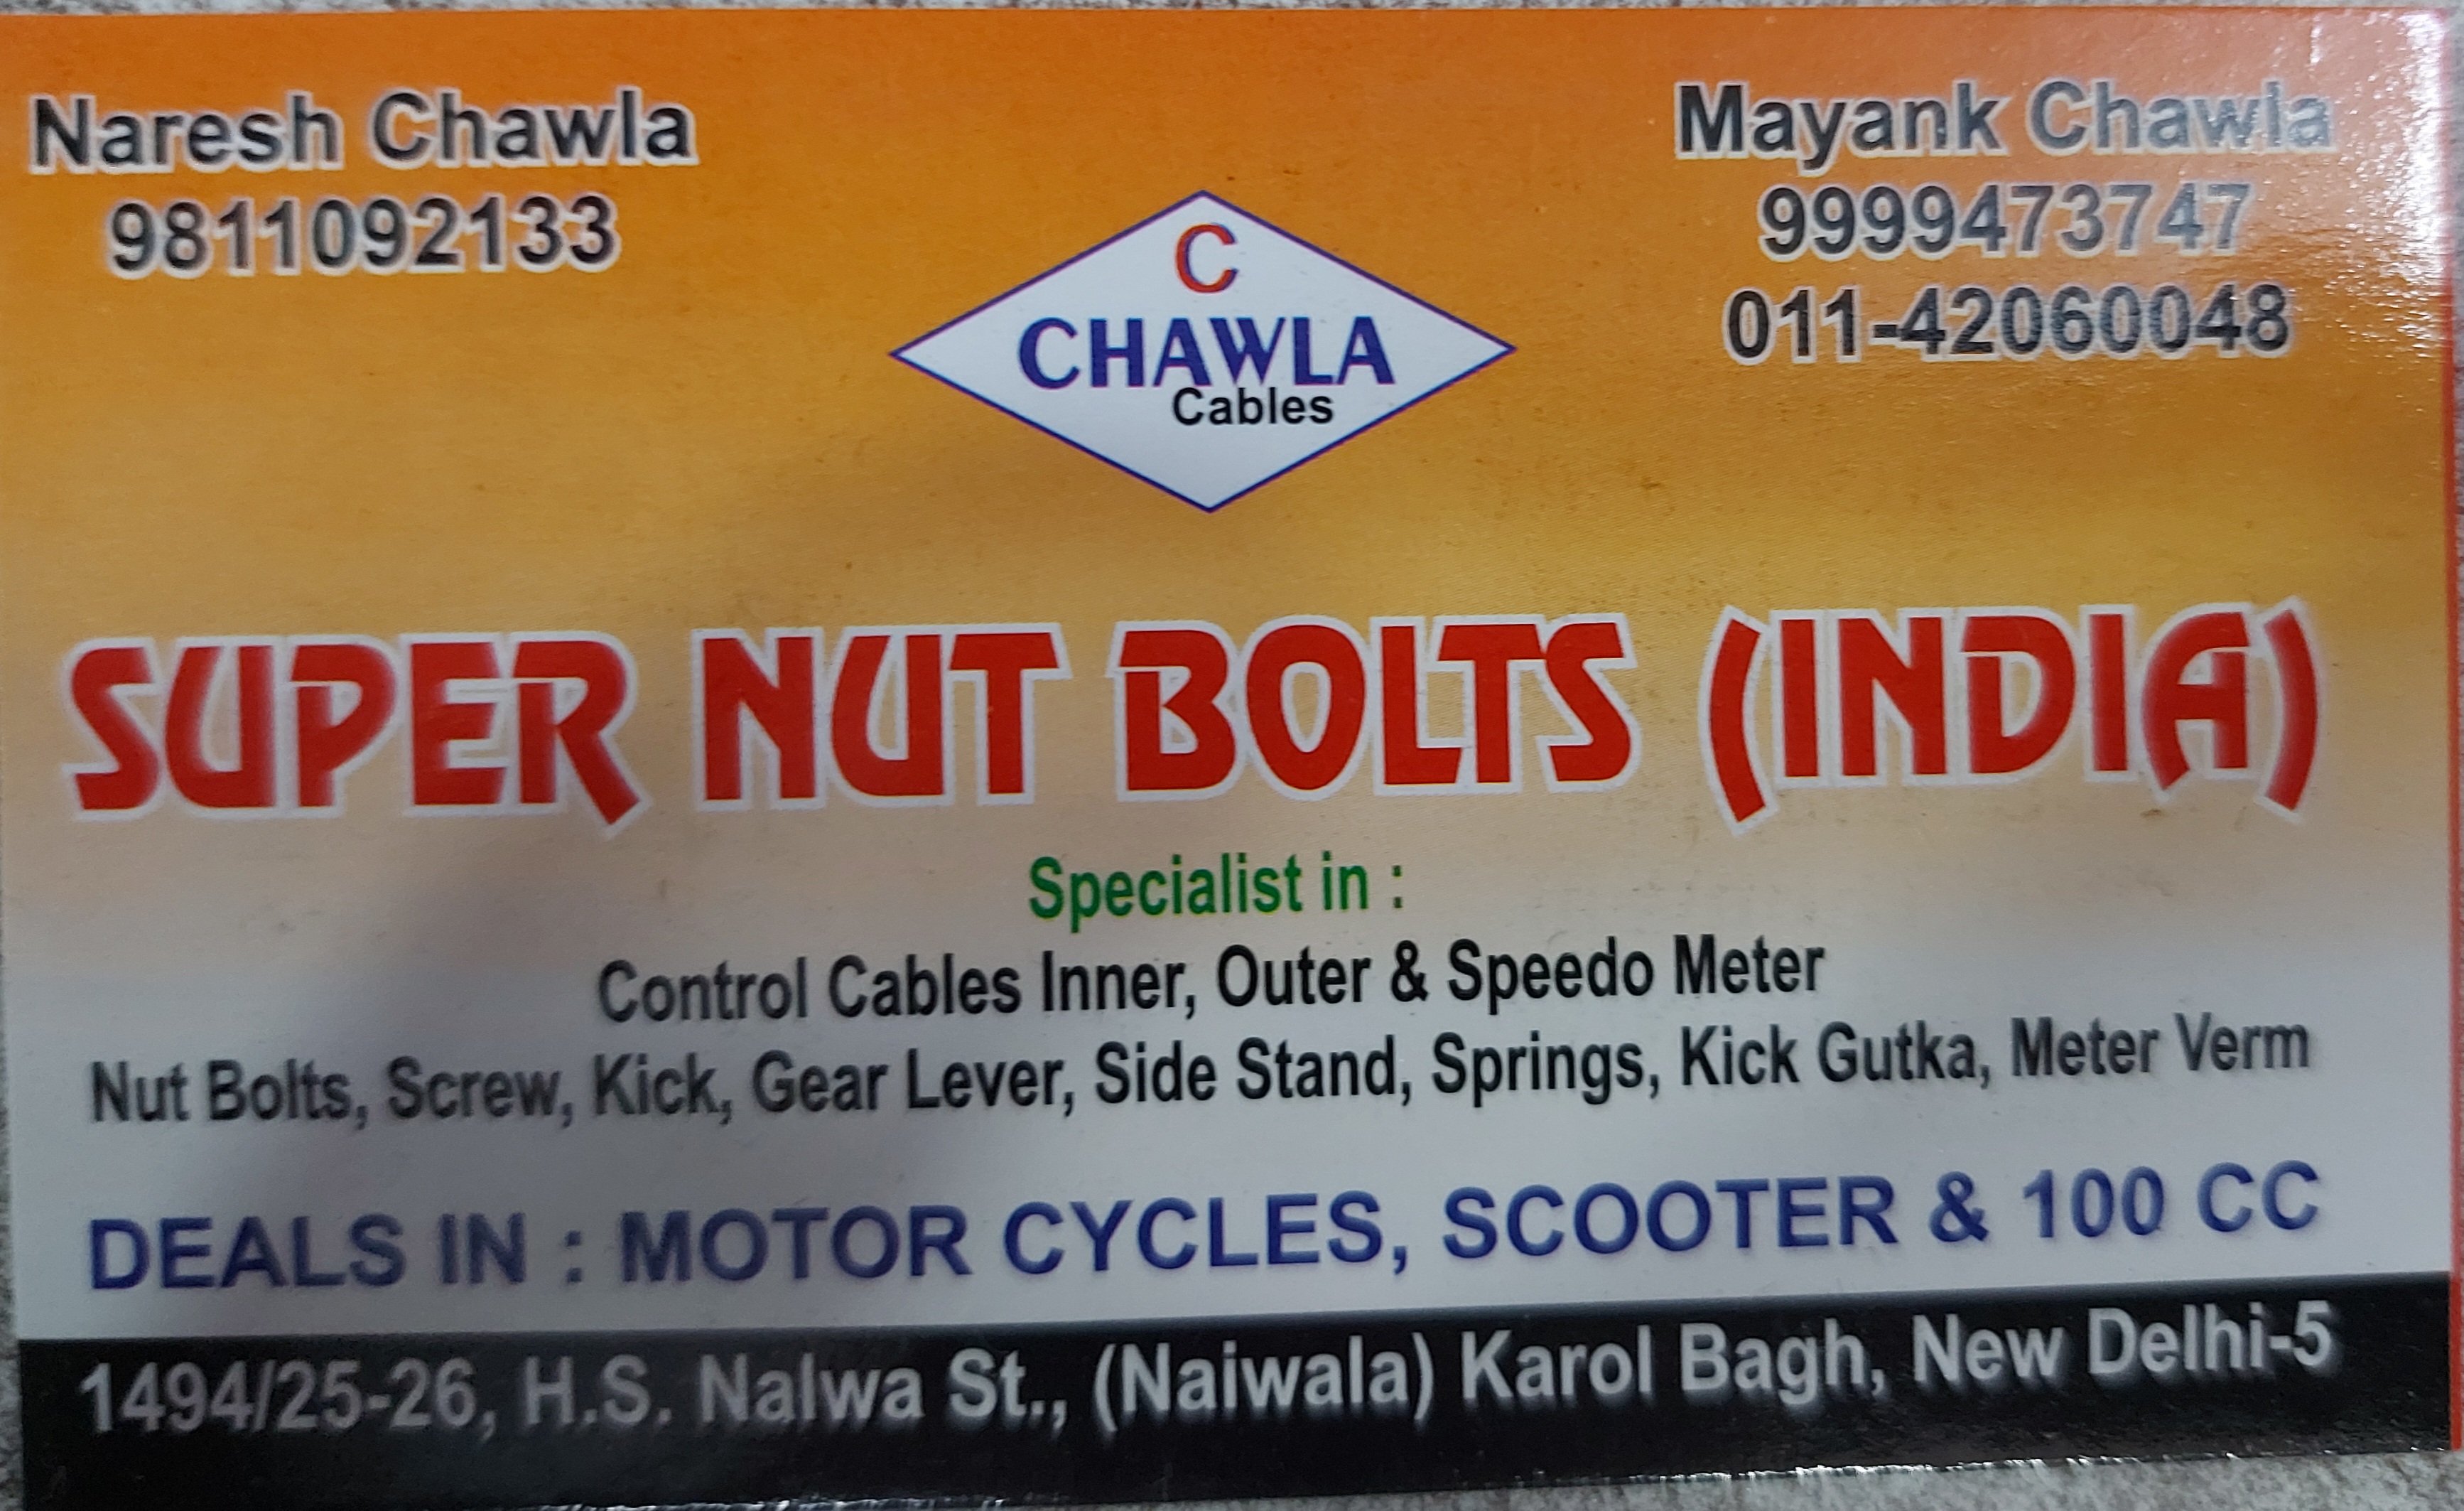 Naresh Chawla
9811092133
Mayank Chawla
9999473747
011-42060048
C
CHAWLA
Cables
SUPER NUT BOLTS (INDIA)
Specialist in :
Control Cables Inner, Outer & Speedo Meter
Nut Bolts, Screw, Kick, Gear Lever, Side Stand, Springs, Kick Gutka, Meter Verm
DEALS IN : MOTOR CYCLES, SCOOTER & 100 CC
1494/25-26, H.S. Nalwa St., (Naiwala) Karol Bagh, New Delhi-5